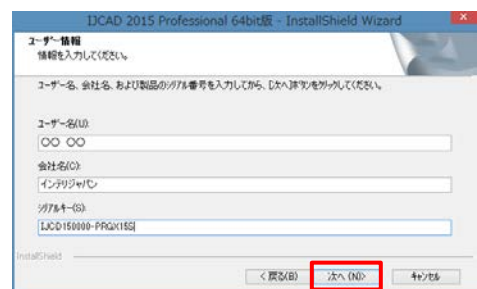 IJCAD 2015 Professional 64bit版 - InstallShield Wizard
ユーザー情報
情報を入力してください。
ユーザー名、会社名、および製品のシリアル番号を入力してから、[次へ]ボタンをクリックしてください。
ユーザー名(U):
〇〇 〇〇
会社名(C):
インテリジャパン
シリアルキー(S):
IJCD150000-PRGX15S
InstallShield
< 戻る(B)
次へ (N)>
キャンセル